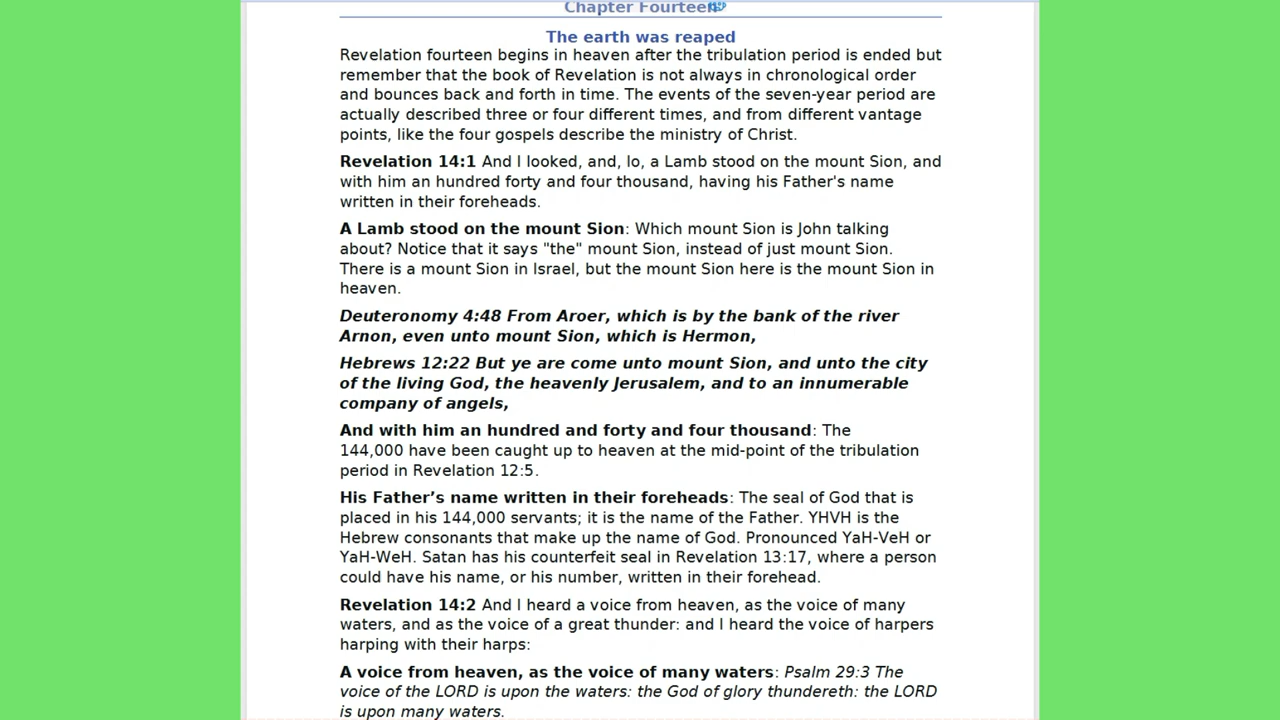 Chapter Fourteen
The earth was reaped
Revelation fourteen begins in heaven after the tribulation period is ended but
remember that the book of Revelation is not always in chronological order
and bounces back and forth in time. The events of the seven-year period are
actually described three or four different times, and from different vantage
points, like the four gospels describe the ministry of Christ.
Revelation 14:1 And I looked, and, lo, a Lamb stood on the mount Sion, and
with him an hundred forty and four thousand, having his Father's name
written in their foreheads.
A Lamb stood on the mount Sion: Which mount Sion is John talking
about? Notice that it says "the" mount Sion, instead of just mount Sion.
There is a mount Sion in Israel, but the mount Sion here is the mount Sion in
heaven.
Deuteronomy 4:48 From Aroer, which is by the bank of the river
Arnon, even unto mount Sion, which is Hermon,
Hebrews 12:22 But ye are come unto mount Sion, and unto the city
of the living God, the heavenly Jerusalem, and to an innumerable
company of angels,
And with him an hundred and forty and four thousand: The
144,000 have been caught up to heaven at the mid-point of the tribulation
period in Revelation 12:5.
His Father’s name written in their foreheads: The seal of God that is
placed in his 144,000 servants; it is the name of the Father. YHVH is the
Hebrew consonants that make up the name of God. Pronounced YaH-VeH or
YaH-WeH. Satan has his counterfeit seal in Revelation 13:17, where a person
could have his name, or his number, written in their forehead.
Revelation 14:2 And I heard a voice from heaven, as the voice of many
waters, and as the voice of a great thunder: and I heard the voice of harpers
harping with their harps:
A voice from heaven, as the voice of many waters: Psalm 29:3 The
voice of the LORD is upon the waters: the God of glory thundereth: the LORD
is upon many waters.